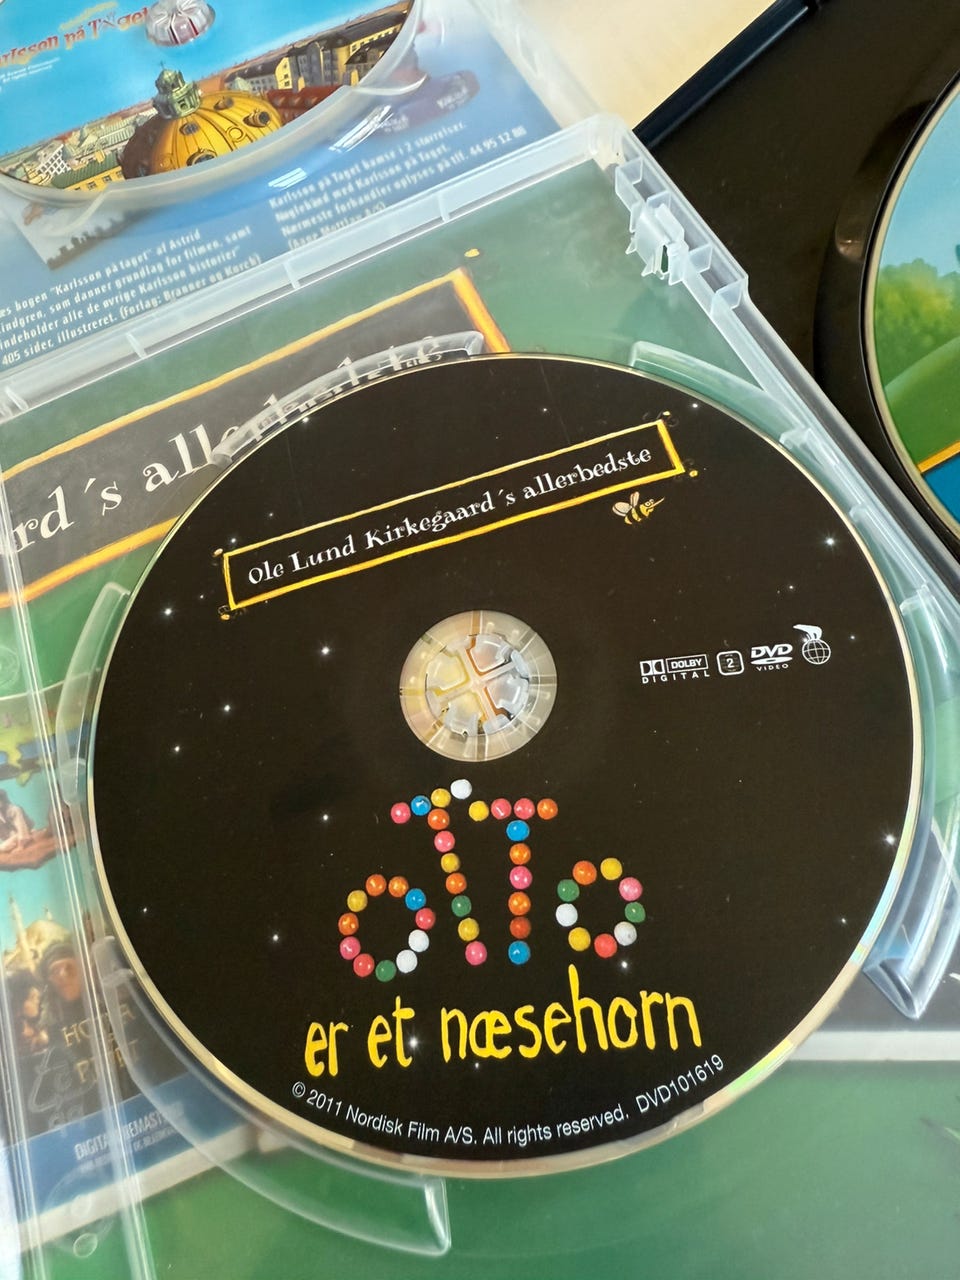 Karlsson på Taget
Karlsson på Taget bamse i 2 størrelser.
Nøglebånd med Karlsson på Taget.
Nærmeste forhandler oplyses på tlf. 44 95 12 80
bogen "Karlsson på taget" af Astrid
indgren, som danner grundlag for filmen, samt
indeholder alle de øvrige Karlsson historier
405 sider, illustreret. (Forlag: Branner og Korch)
ard´s allerbedste
Ole Lund Kirkegaard´s allerbedste
DOLBY
DIGITAL
2
DVD
VIDEO
OTTO
er et næsehorn
© 2011 Nordisk Film A/S. All rights reserved. DVD101619